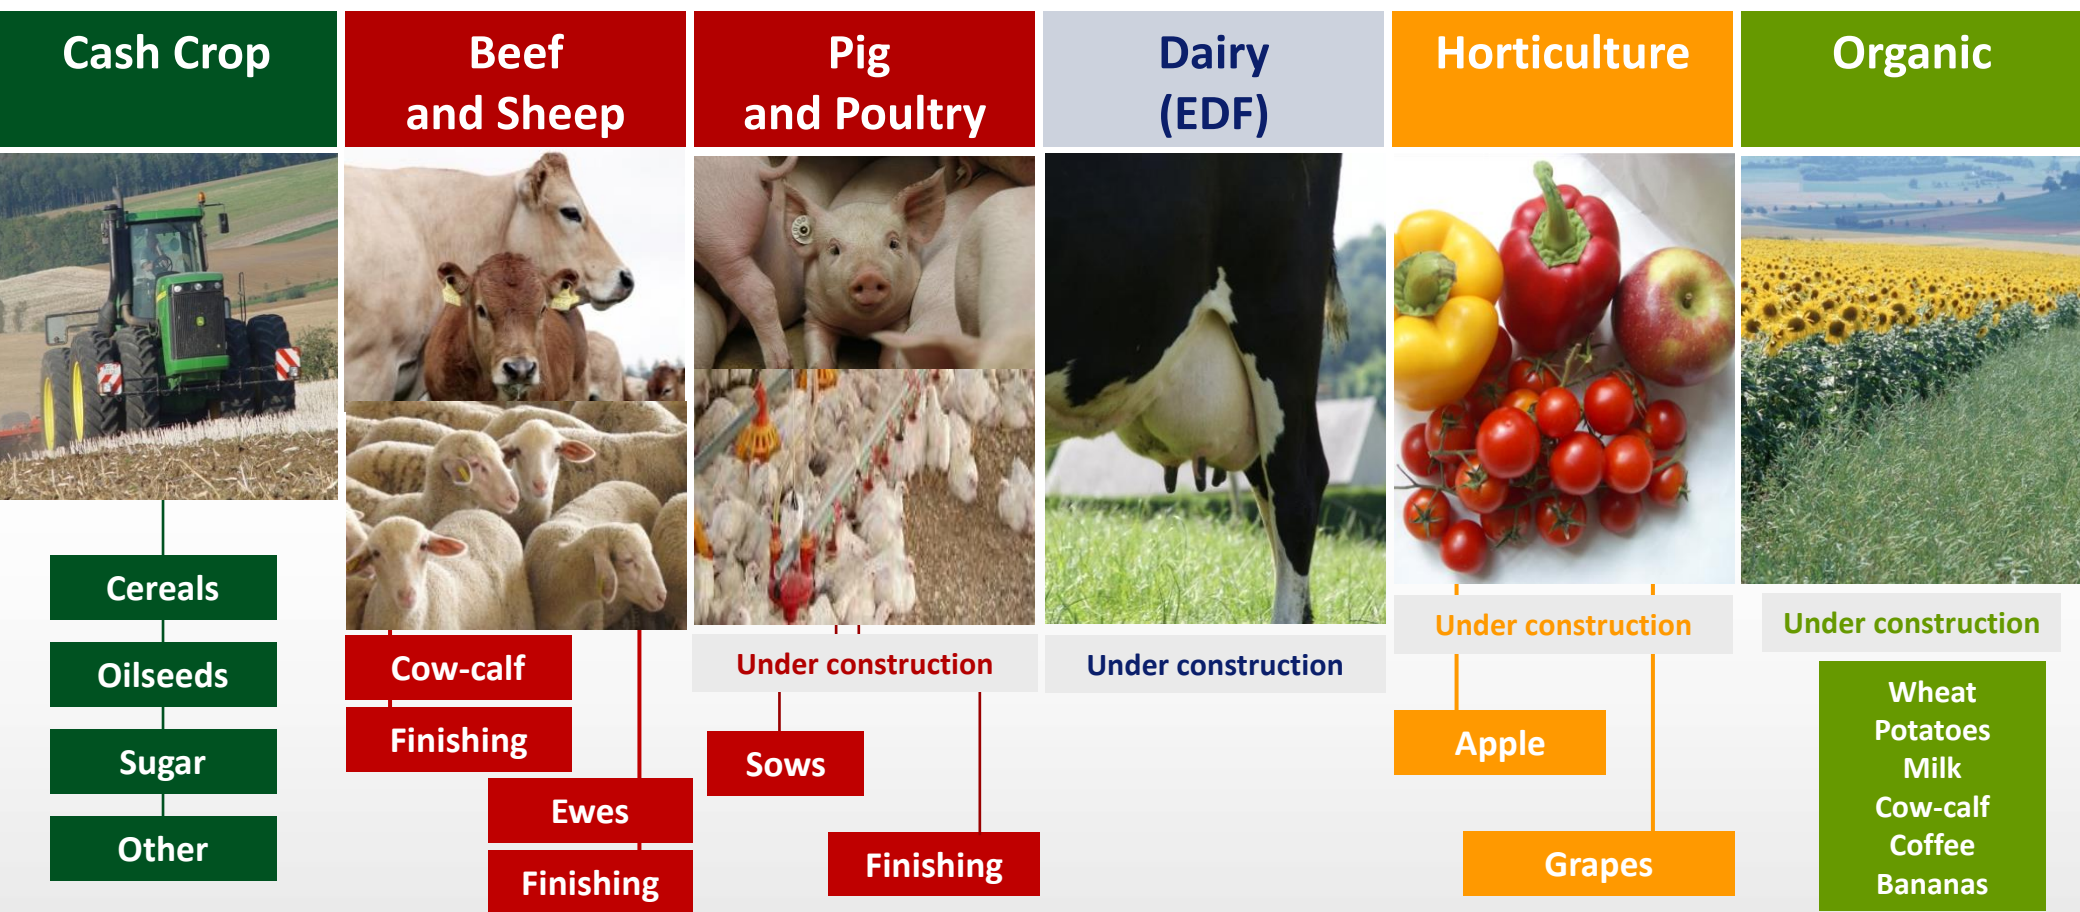 Cash Crop
Beef
and Sheep
Pig
and Poultry
Dairy
(EDF)
Horticulture
Organic
Cereals
Oilseeds
Sugar
Other
Cow-calf
Finishing
Ewes
Finishing
Under construction
Sows
Finishing
Under construction
Under construction
Apple
Grapes
Under construction
Wheat
Potatoes
Milk
Cow-calf
Coffee
Bananas